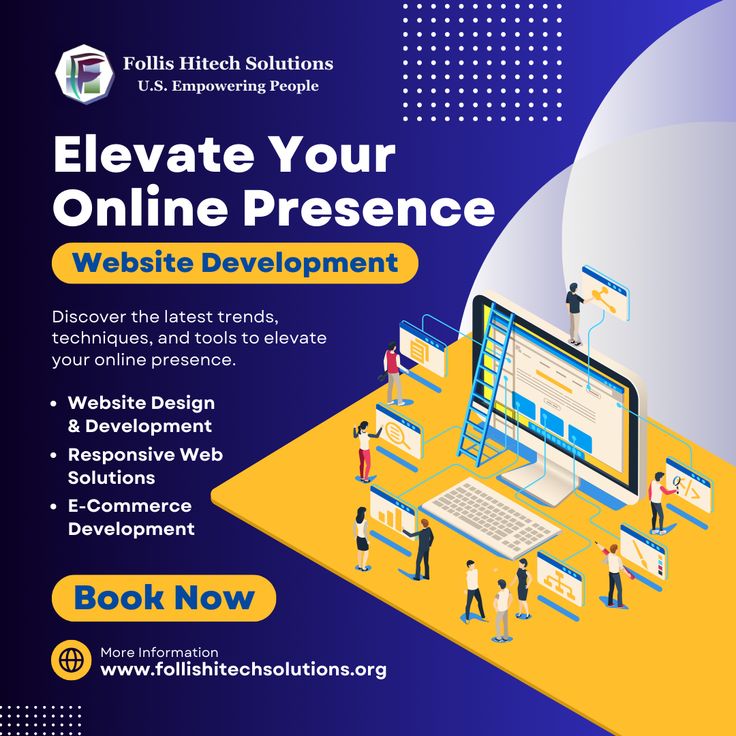 Follis Hitech Solutions
U.S. Empowering People
Elevate Your
Online Presence
Website Development
Discover the latest trends,
techniques, and tools to elevate
your online presence.
• Website Design
& Development
• Responsive Web
Solutions
• E-Commerce
Development
Book Now
More Information
www.follishitechsolutions.org